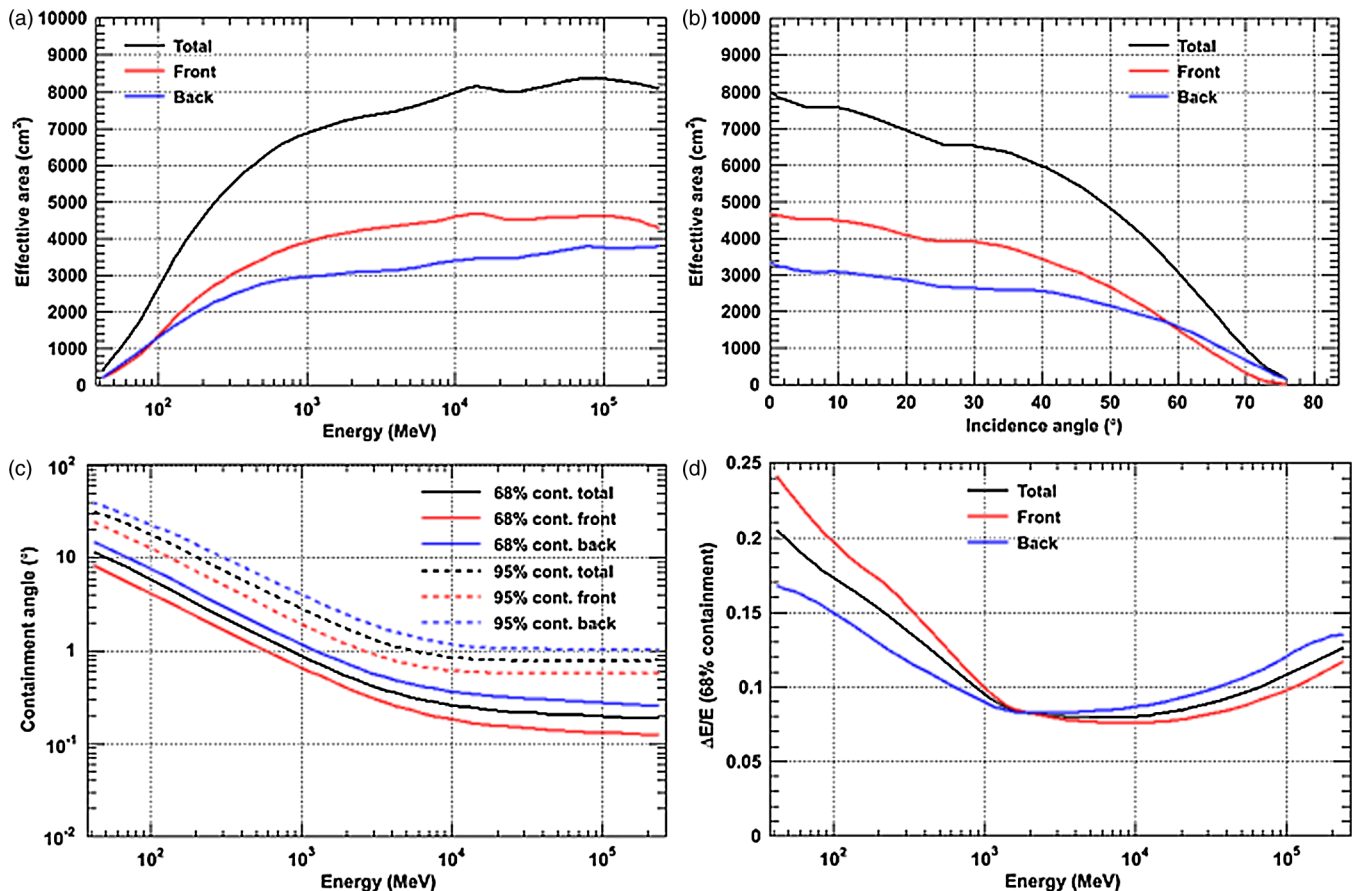 (a)
10000
9000
8000
7000
6000
5000
4000
3000
2000
1000
0
Effective area (cm²)
Total
Front
Back
10² 10³ 10⁴ 10⁵
Energy (MeV)
(b)
10000
9000
8000
7000
6000
5000
4000
3000
2000
1000
0
Effective area (cm²)
Total
Front
Back
0 10 20 30 40 50 60 70 80
Incidence angle (°)
(c)
10²
10
1
10⁻¹
10⁻²
Containment angle (°)
68% cont. total
68% cont. front
68% cont. back
95% cont. total
95% cont. front
95% cont. back
10² 10³ 10⁴ 10⁵
Energy (MeV)
(d)
0.25
0.2
0.15
0.1
0.05
0
ΔE/E (68% containment)
Total
Front
Back
10² 10³ 10⁴ 10⁵
Energy (MeV)